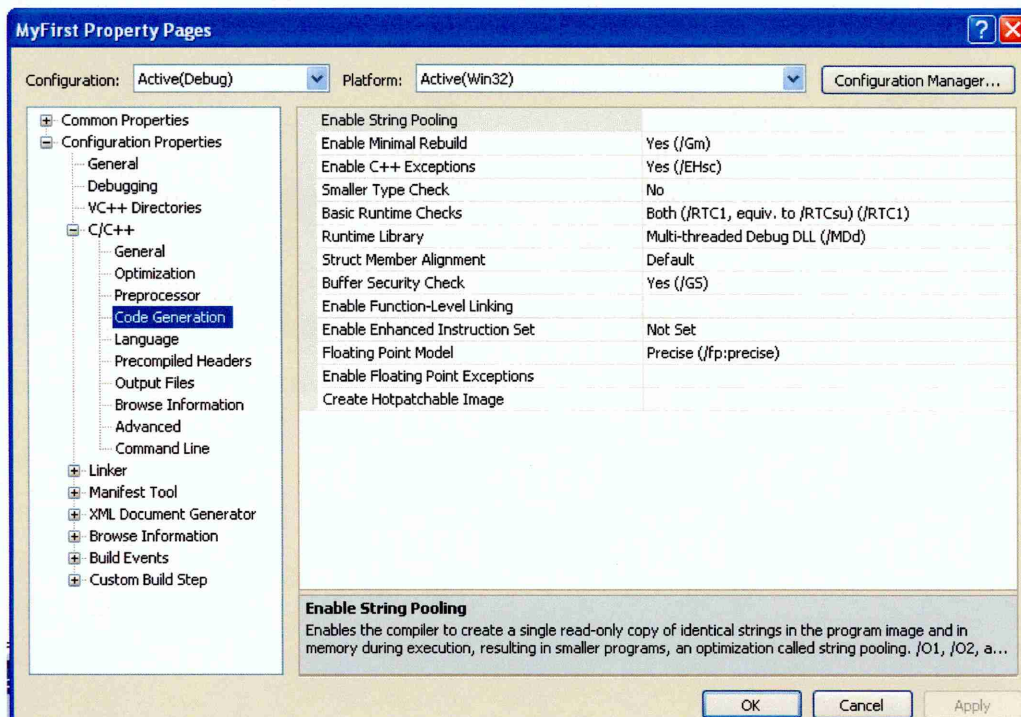 MyFirst Property Pages
Configuration: Active(Debug) Platform: Active(Win32) Configuration Manager...
Common Properties
Configuration Properties
General
Debugging
VC++ Directories
C/C++
General
Optimization
Preprocessor
Code Generation
Language
Precompiled Headers
Output Files
Browse Information
Advanced
Command Line
Linker
Manifest Tool
XML Document Generator
Browse Information
Build Events
Custom Build Step
Enable String Pooling
Enable Minimal Rebuild Yes (/Gm)
Enable C++ Exceptions Yes (/EHsc)
Smaller Type Check No
Basic Runtime Checks Both (/RTC1, equiv. to /RTCsu) (/RTC1)
Runtime Library Multi-threaded Debug DLL (/MDd)
Struct Member Alignment Default
Buffer Security Check Yes (/GS)
Enable Function-Level Linking
Enable Enhanced Instruction Set Not Set
Floating Point Model Precise (/fp:precise)
Enable Floating Point Exceptions
Create Hotpatchable Image
Enable String Pooling
Enables the compiler to create a single read-only copy of identical strings in the program image and in
memory during execution, resulting in smaller programs, an optimization called string pooling. /O1, /O2, a...
OK Cancel Apply